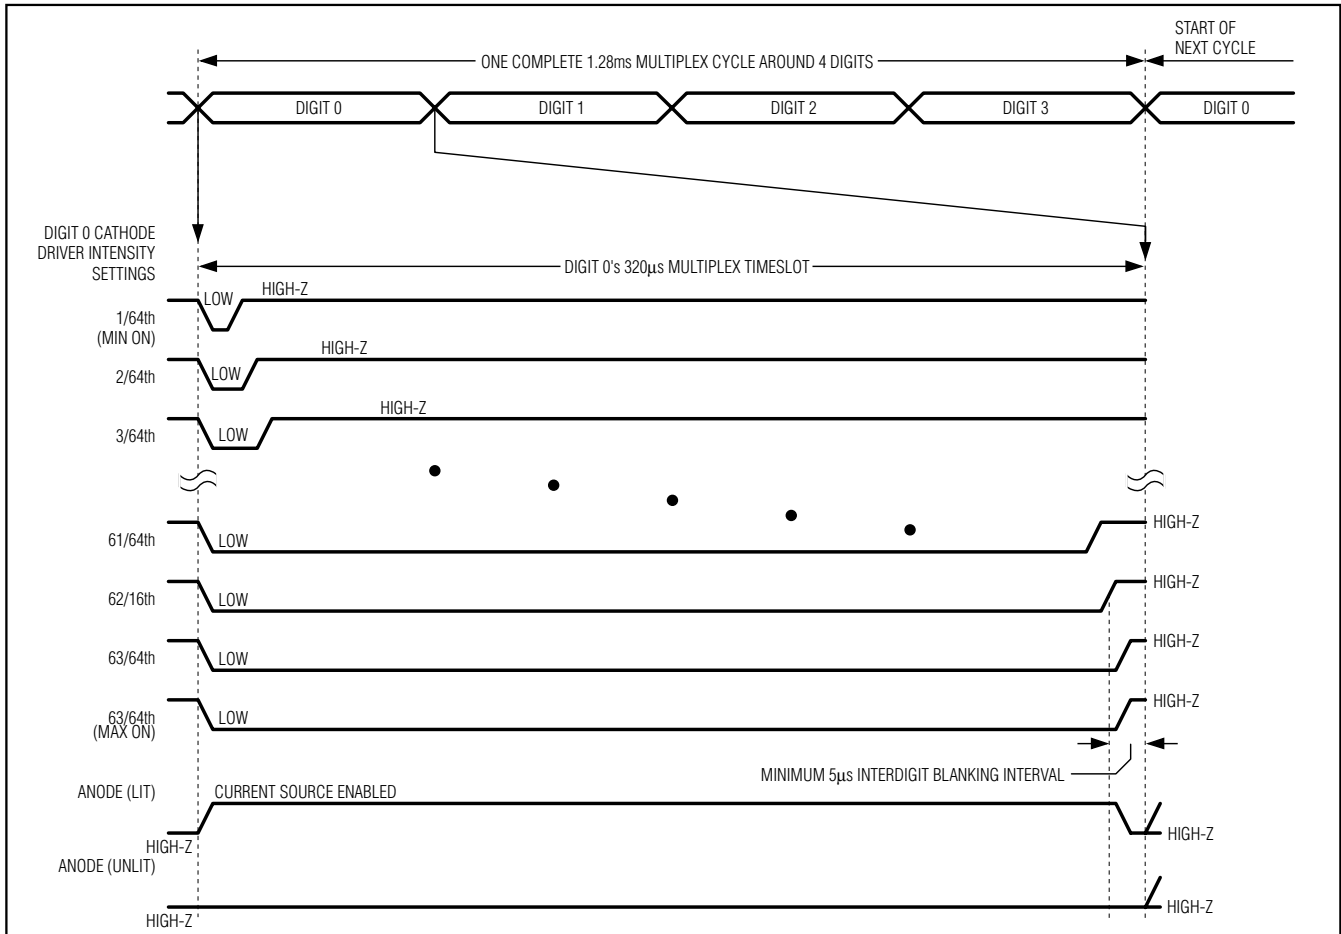 START OF
NEXT CYCLE
ONE COMPLETE 1.28ms MULTIPLEX CYCLE AROUND 4 DIGITS
DIGIT 0
DIGIT 1
DIGIT 2
DIGIT 3
DIGIT 0
DIGIT 0 CATHODE
DRIVER INTENSITY
SETTINGS
DIGIT 0's 320μs MULTIPLEX TIMESLOT
LOW
HIGH-Z
1/64th
(MIN ON)
HIGH-Z
2/64th
LOW
HIGH-Z
3/64th
LOW
61/64th
LOW
HIGH-Z
62/16th
LOW
HIGH-Z
63/64th
LOW
HIGH-Z
63/64th
(MAX ON)
LOW
HIGH-Z
MINIMUM 5μs INTERDIGIT BLANKING INTERVAL
ANODE (LIT)
CURRENT SOURCE ENABLED
HIGH-Z
HIGH-Z
ANODE (UNLIT)
HIGH-Z
HIGH-Z